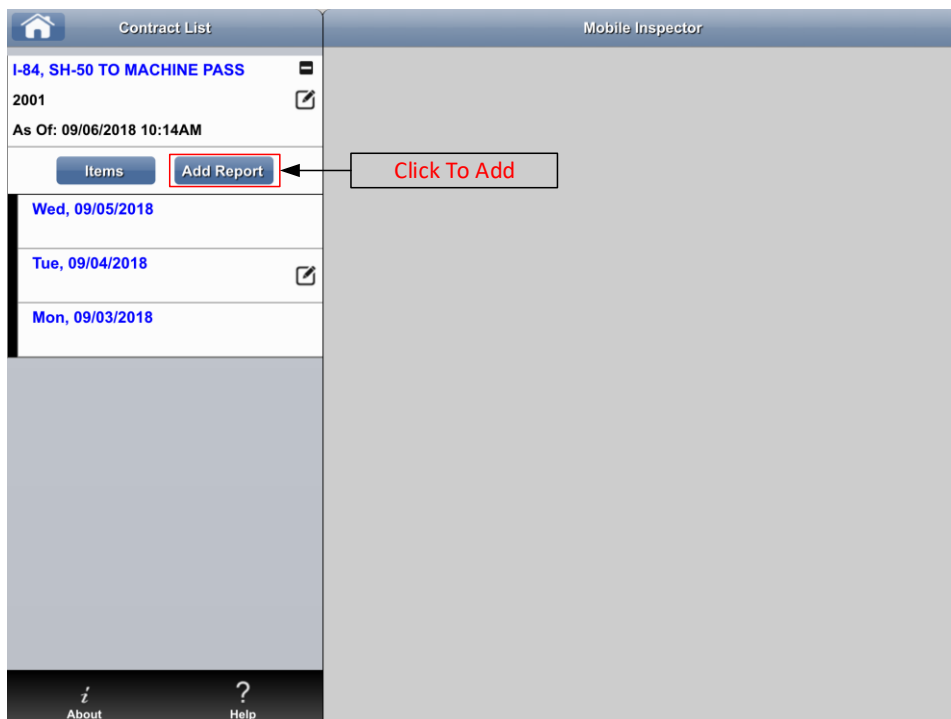 Contract List
Mobile Inspector
I-84, SH-50 TO MACHINE PASS
2001
As Of: 09/06/2018 10:14AM
Items
Add Report
Click To Add
Wed, 09/05/2018
Tue, 09/04/2018
Mon, 09/03/2018
i
?
About
Help